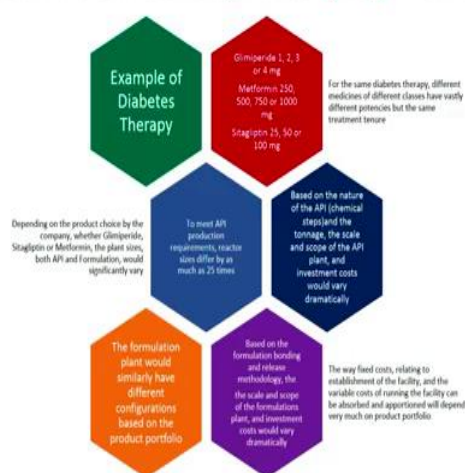 Example of
Diabetes
Therapy
Glimiperide 1, 2, 3
or 4 mg
Metformin 250,
500, 750 or 1000
mg
Sitagliptin 25, 50 or
100 mg
For the same diabetes therapy, different
medicines of different classes have vastly
different potencies but the same
treatment tenure
Depending on the product choice by the
company, whether Glimiperide,
Sitagliptin or Metformin, the plant sizes,
both API and Formulation, would
significantly vary
To meet API
production
requirements, reactor
sizes differ by as
much as 25 times
Based on the nature
of the API (chemical
steps)and the
tonnage, the scale
and scope of the API
plant, and
investment costs
would vary
dramatically
The formulation
plant would
similarly have
different
configurations
based on the
product portfolio
Based on the
formulation bonding
and release
methodology, the
the scale and scope
of the formulations
plant, and investment
costs would vary
dramatically
The way fixed costs, relating to
establishment of the facility, and the
variable costs of running the facility can
be absorbed and apportioned will depend
very much on product portfolio